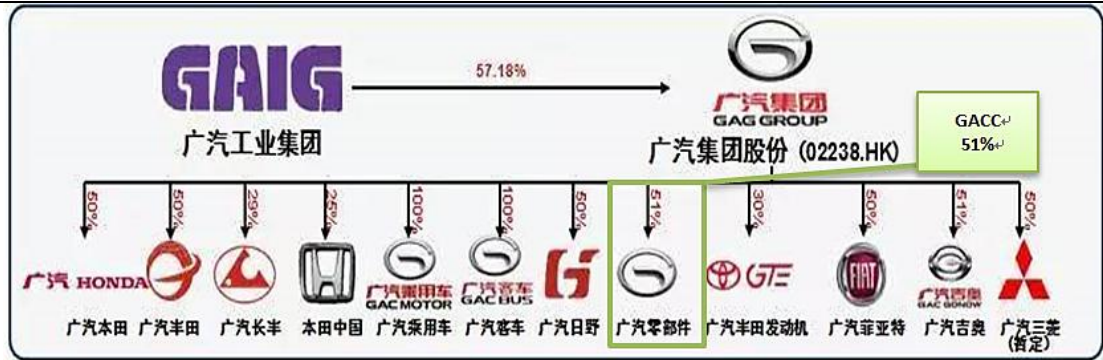 GAIG
57.18%
广汽集团
GAG GROUP
GACC
51%
广汽工业集团
广汽集团股份 (02238.HK)
50%
50%
29%
25%
100%
100%
50%
51%
30%
50%
51%
50%
广汽 HONDA
广汽乘用车
GAC MOTOR
广汽客车
GAC BUS
GTE
FIAT
广汽吉奥
GAC GONOW
广汽本田
广汽丰田
广汽长丰
本田中国
广汽乘用车
广汽客车
广汽日野
广汽零部件
广汽丰田发动机
广汽菲亚特
广汽吉奥
广汽三菱
(暂定)